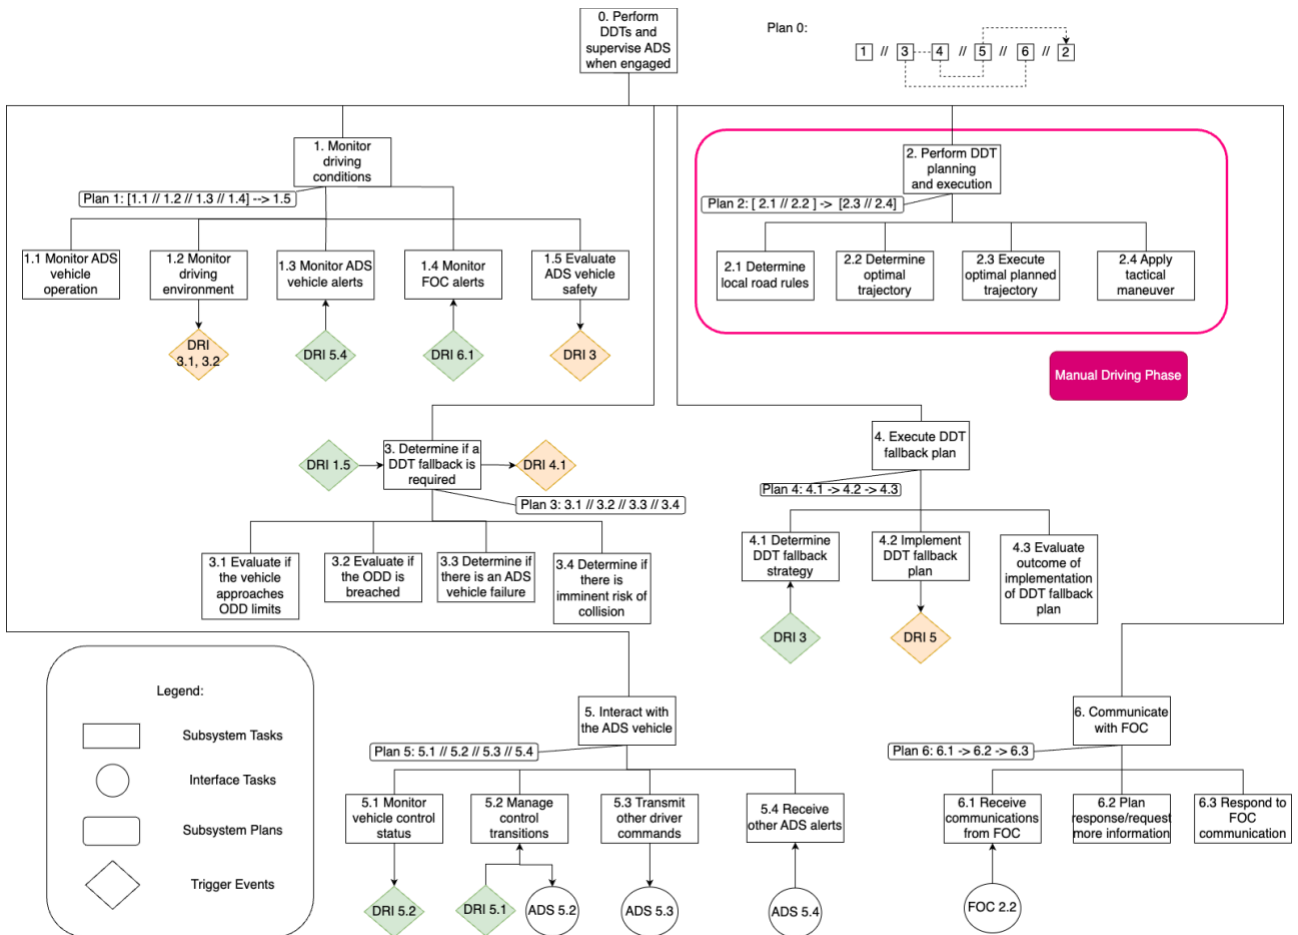 0. Perform
DDTs and
supervise ADS
when engaged
Plan 0:
1 // 3 4 // 5 // 6 // 2
1. Monitor
driving
conditions
Plan 1: [1.1 // 1.2 // 1.3 // 1.4] --> 1.5
2. Perform DDT
planning
and execution
Plan 2: [ 2.1 // 2.2 ] -> [2.3 // 2.4]
1.1 Monitor ADS
vehicle
operation
1.2 Monitor
driving
environment
1.3 Monitor ADS
vehicle alerts
1.4 Monitor
FOC alerts
1.5 Evaluate
ADS vehicle
safety
2.1 Determine
local road rules
2.2 Determine
optimal
trajectory
2.3 Execute
optimal planned
trajectory
2.4 Apply
tactical
maneuver
DRI
3.1, 3.2
DRI 5.4
DRI 6.1
DRI 3
Manual Driving Phase
DRI 1.5
3. Determine if a
DDT fallback is
required
DRI 4.1
Plan 3: 3.1 // 3.2 // 3.3 // 3.4
4. Execute DDT
fallback plan
Plan 4: 4.1 -> 4.2 -> 4.3
3.1 Evaluate if
the vehicle
approaches
ODD limits
3.2 Evaluate if
the ODD is
breached
3.3 Determine if
there is an ADS
vehicle failure
3.4 Determine if
there is
imminent risk of
collision
4.1 Determine
DDT fallback
strategy
4.2 Implement
DDT fallback
plan
4.3 Evaluate
outcome of
implementation
of DDT fallback
plan
DRI 3
DRI 5
Legend:
Subsystem Tasks
Interface Tasks
Subsystem Plans
Trigger Events
5. Interact with
the ADS vehicle
Plan 5: 5.1 // 5.2 // 5.3 // 5.4
6. Communicate
with FOC
Plan 6: 6.1 -> 6.2 -> 6.3
5.1 Monitor
vehicle control
status
5.2 Manage
control
transitions
5.3 Transmit
other driver
commands
5.4 Receive
other ADS alerts
6.1 Receive
communications
from FOC
6.2 Plan
response/request
more information
6.3 Respond to
FOC
communication
DRI 5.2
DRI 5.1
ADS 5.2
ADS 5.3
ADS 5.4
FOC 2.2